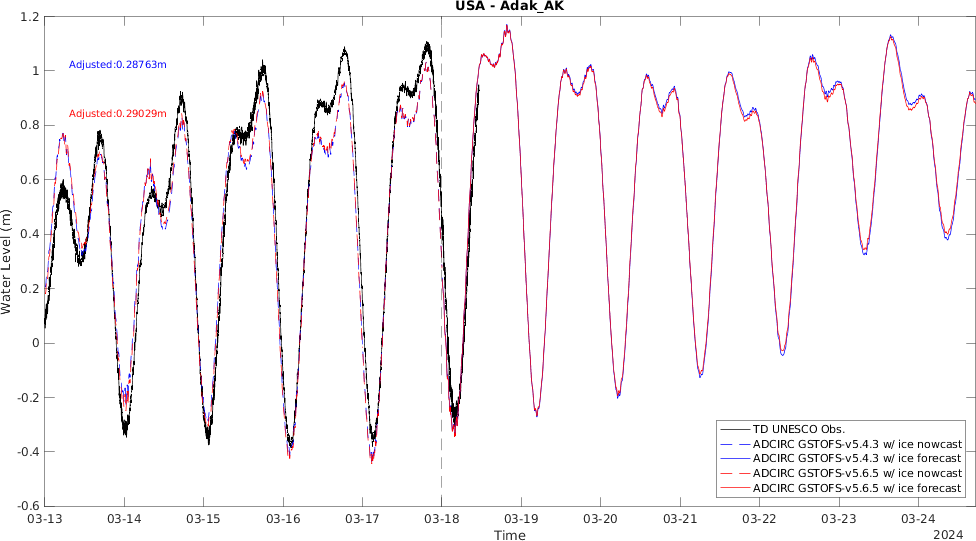 USA - Adak_AK
1.2
1
0.8
0.6
0.4
0.2
0
-0.2
-0.4
-0.6
Water Level (m)
Adjusted:0.28763m
Adjusted:0.29029m
TD UNESCO Obs.
ADCIRC GSTOFS-v5.4.3 w/ ice nowcast
ADCIRC GSTOFS-v5.4.3 w/ ice forecast
ADCIRC GSTOFS-v5.6.5 w/ ice nowcast
ADCIRC GSTOFS-v5.6.5 w/ ice forecast
03-13 03-14 03-15 03-16 03-17 03-18 03-19 03-20 03-21 03-22 03-23 03-24
Time
2024